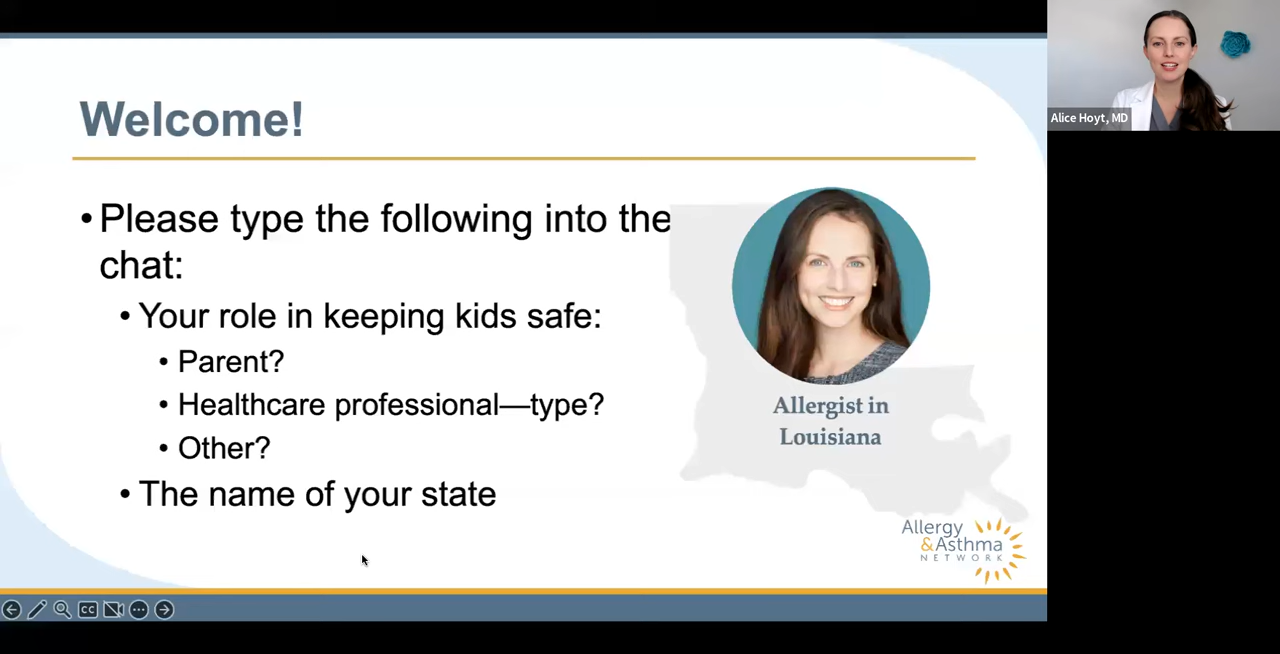 Welcome!
• Please type the following into the
chat:
• Your role in keeping kids safe:
• Parent?
• Healthcare professional—type?
• Other?
• The name of your state
Allergist in
Louisiana
Allergy
&Asthma
NETWORK
Alice Hoyt, MD
CC